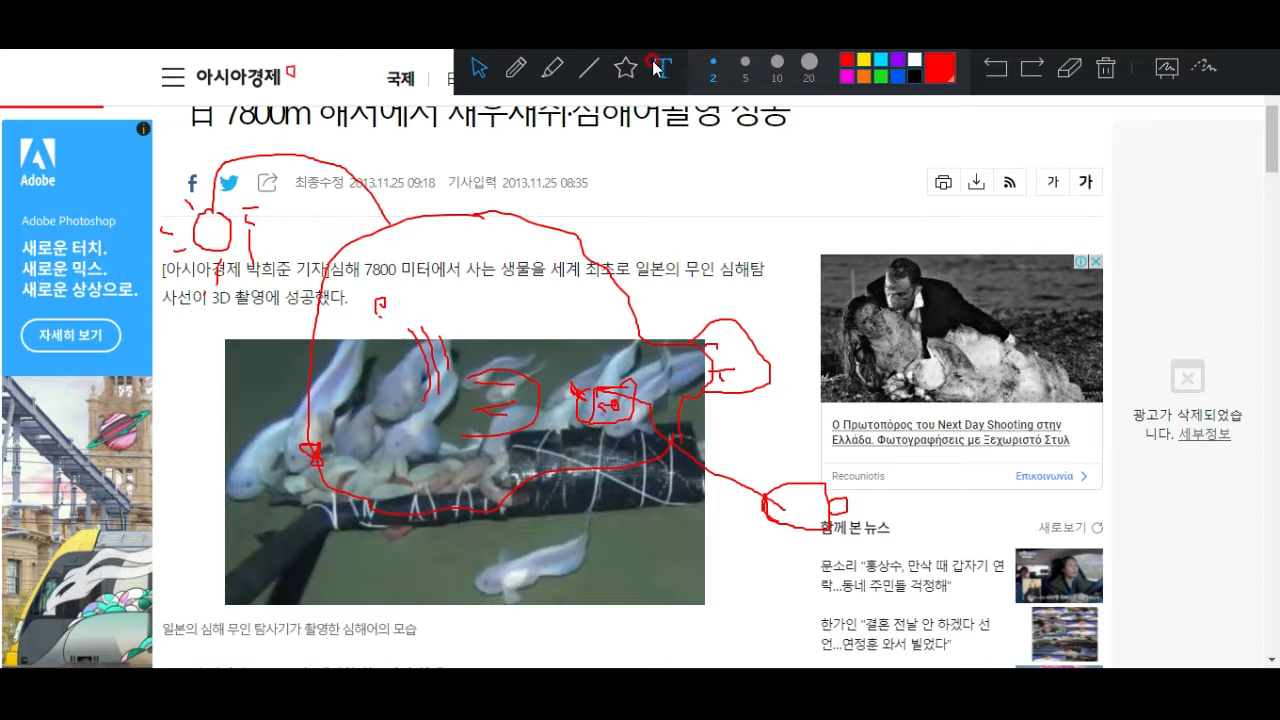 아시아경제
국제
T
2
5
10
20
日 7800m 해저에서 새우채취·심해어촬영 성공
최종수정 2013.11.25 09:18 기사입력 2013.11.25 08:35
가 가
Adobe
Adobe Photoshop
새로운 터치.
새로운 믹스.
새로운 상상으로.
자세히 보기
[아시아경제 박희준 기자]심해 7800 미터에서 사는 생물을 세계 최초로 일본의 무인 심해탐
사선이 3D 촬영에 성공했다.
일본의 심해 무인 탐사기가 촬영한 심해어의 모습
Ο Πρωτοπόρος του Next Day Shooting στην
Ελλάδα. Φωτογραφήσεις με Ξεχωριστό Στυλ
Recouniotis
Επικοινωνία
함께 본 뉴스
새로보기
문소리 "홍상수, 만삭 때 갑자기 연
락...동네 주민들 걱정해"
한가인 "결혼 전날 안 하겠다 선
언...연정훈 와서 빌었다"
광고가 삭제되었습
니다. 세부정보